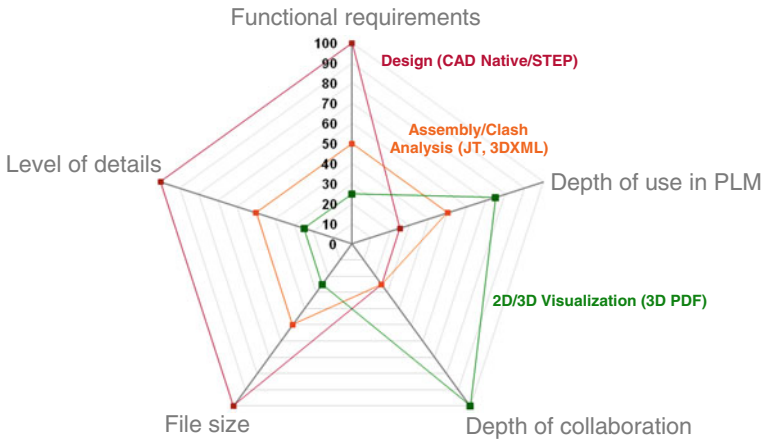 Functional requirements
100
90
Design (CAD Native/STEP)
80
70
60
Assembly/Clash
50
Analysis (JT, 3DXML)
40
Level of details
30
Depth of use in PLM
20
10
0
2D/3D Visualization (3D PDF)
File size
Depth of collaboration